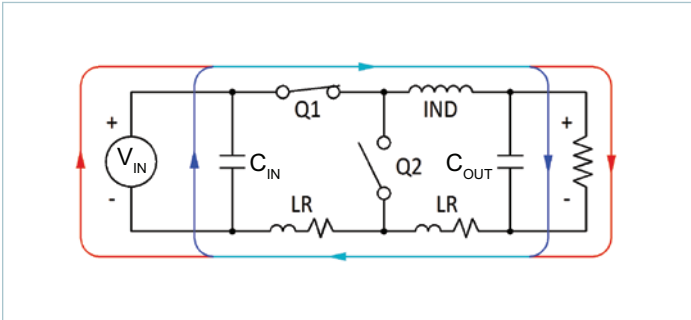 Q1
IND
+
+
V_IN
C_IN
Q2
C_OUT
-
LR
LR
-